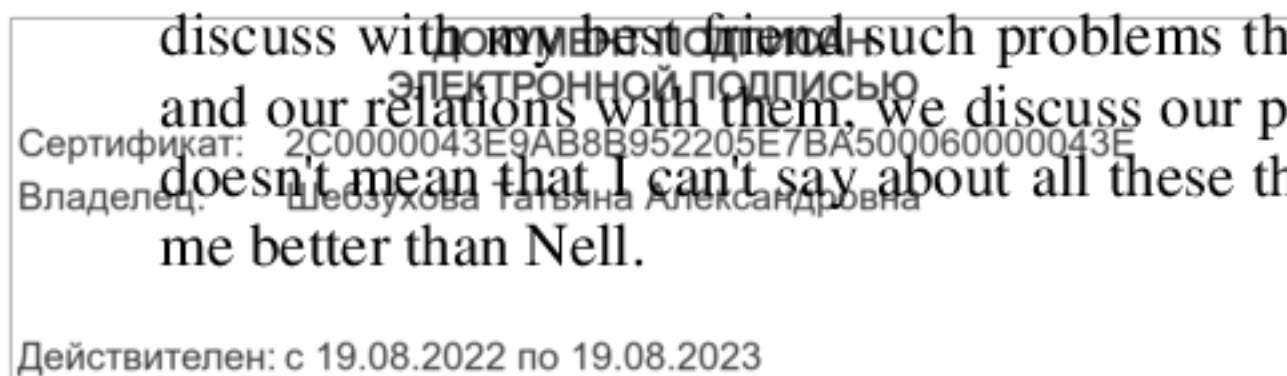 discuss with my best friend such problems th
ДОКУМЕНТ ПОДПИСАН
ЭЛЕКТРОННОЙ ПОДПИСЬЮ
and our relations with them, we discuss our p
Сертификат: 2C0000043E9AB8B952205E7BA500060000043E
doesn't mean that I can't say about all these th
Владелец: Шебзухова Татьяна Александровна
me better than Nell.
Действителен: с 19.08.2022 по 19.08.2023